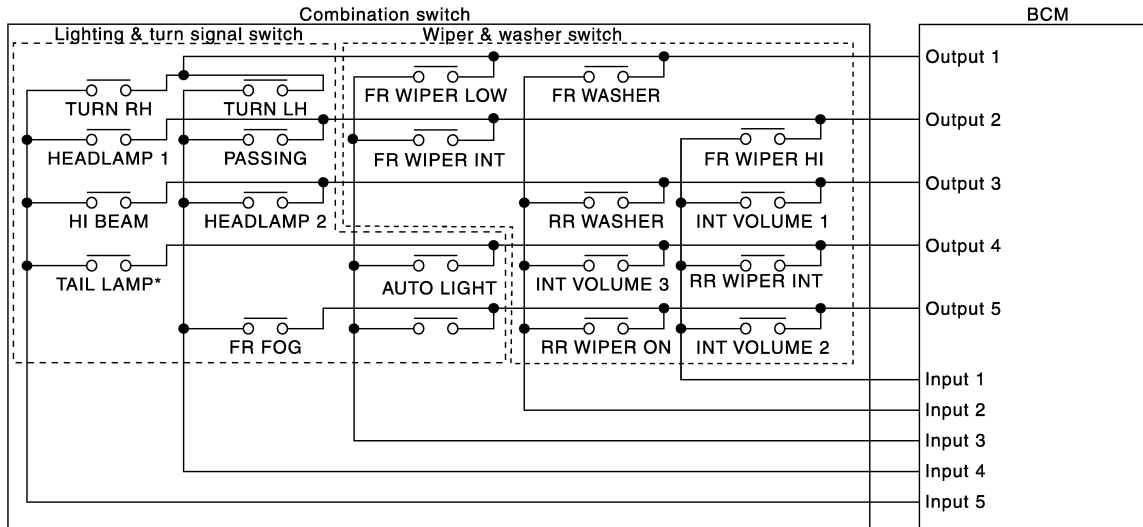 Combination switch
BCM
Lighting & turn signal switch
Wiper & washer switch
Output 1
TURN RH
TURN LH
FR WIPER LOW
FR WASHER
Output 2
HEADLAMP 1
PASSING
FR WIPER INT
FR WIPER HI
Output 3
HI BEAM
HEADLAMP 2
RR WASHER
INT VOLUME 1
Output 4
TAIL LAMP*
AUTO LIGHT
INT VOLUME 3
RR WIPER INT
Output 5
FR FOG
RR WIPER ON
INT VOLUME 2
Input 1
Input 2
Input 3
Input 4
Input 5